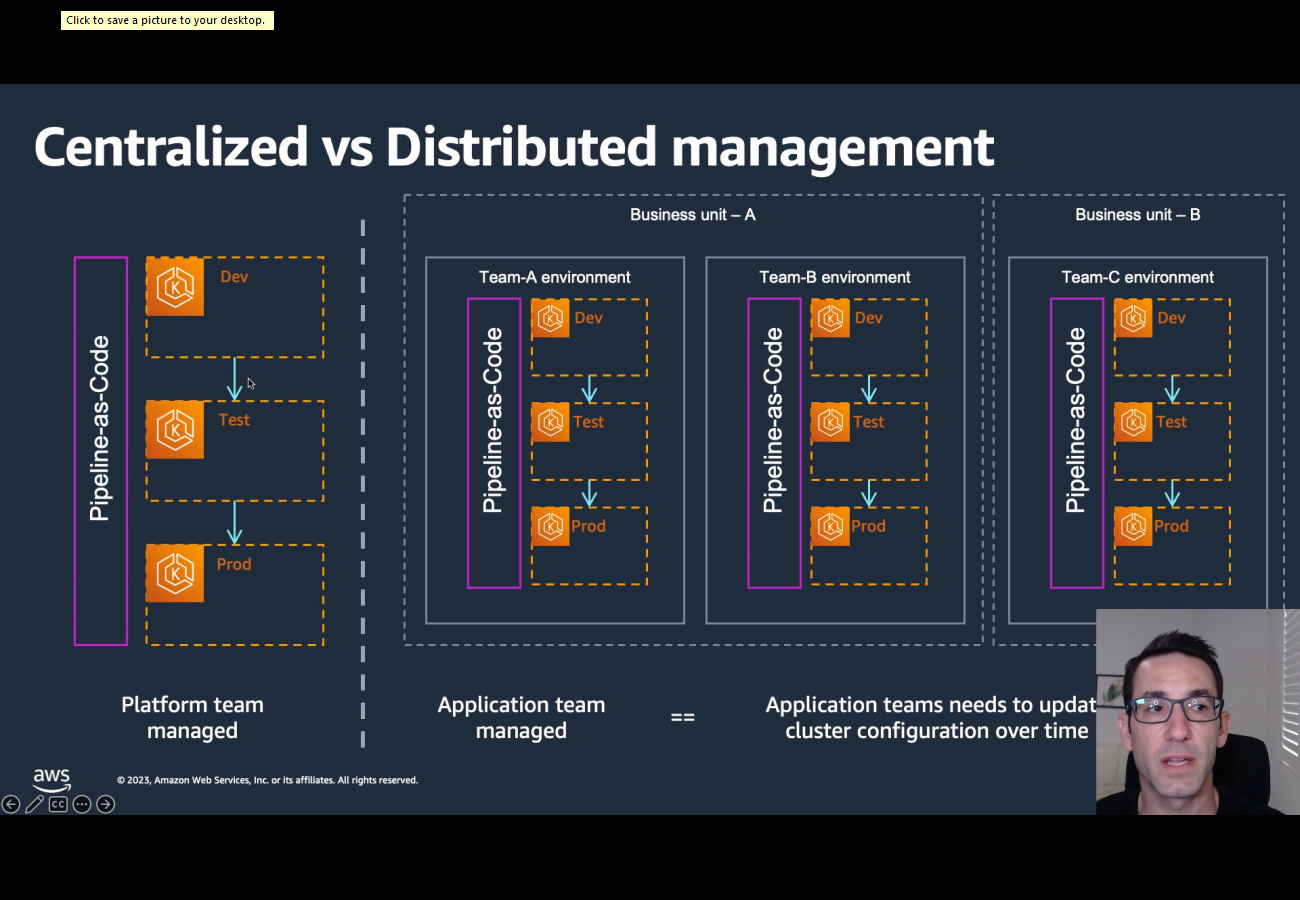 Click to save a picture to your desktop.
Centralized vs Distributed management
Pipeline-as-Code
Dev
Test
Prod
Platform team
managed
Business unit – A
Team-A environment
Pipeline-as-Code
Dev
Test
Prod
Team-B environment
Pipeline-as-Code
Dev
Test
Prod
Business unit – B
Team-C environment
Pipeline-as-Code
Dev
Test
Prod
Application team
managed
==
Application teams needs to updat
cluster configuration over time
aws
© 2023, Amazon Web Services, Inc. or its affiliates. All rights reserved.
CC